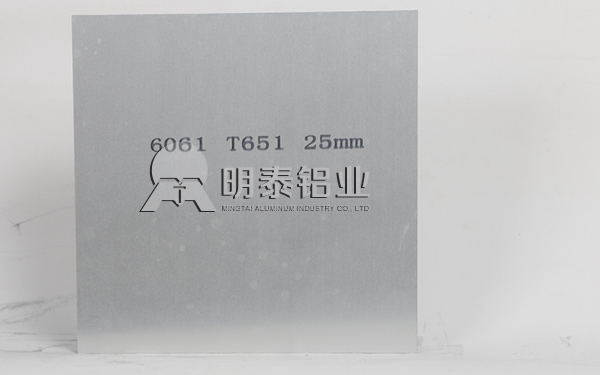 6061 T651 25mm
明泰铝业
MINGTAI ALUMINUM INDUSTRY CO., LTD